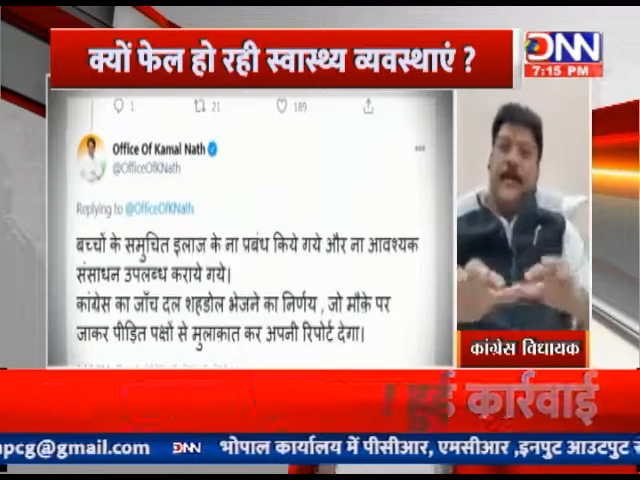 क्यों फेल हो रही स्वास्थ्य व्यवस्थाएं ?
DNN
7:15 PM
1 21 189
Office Of Kamal Nath
@OfficeOfKNath
Replying to @OfficeOfKNath
बच्चों के समुचित इलाज के ना प्रबंध किये गये और ना आवश्यक
संसाधन उपलब्ध कराये गये।
कांग्रेस का जाँच दल शहडोल भेजने का निर्णय , जो मौक़े पर
जाकर पीड़ित पक्षों से मुलाक़ात कर अपनी रिपोर्ट देगा।
कांग्रेस विधायक
हुई कार्रवाई
npcg@gmail.com DNN भोपाल कार्यालय में पीसीआर, एमसीआर ,इनपुट आउटपुट